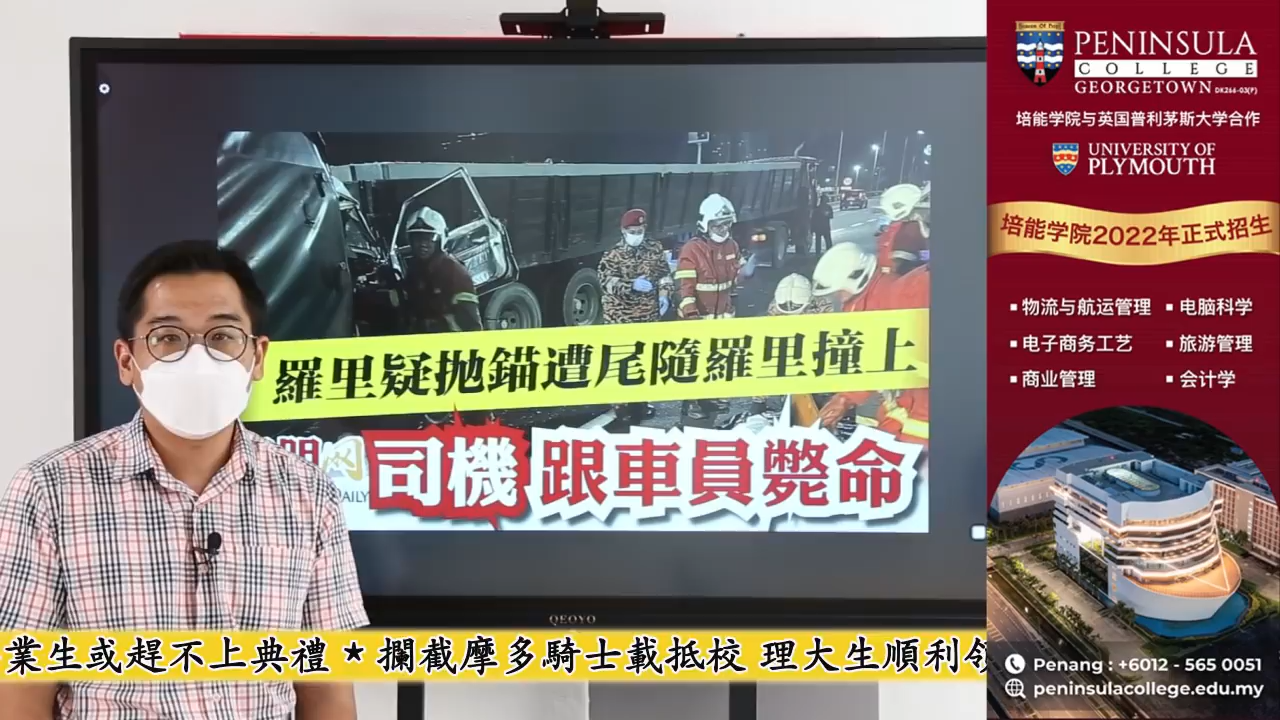 羅里疑拋錨遭尾隨羅里撞上
司機 跟車員斃命
QEOYO
業生或趕不上典禮 * 攔截摩多騎士載抵校 理大生順利領
PENINSULA
COLLEGE
GEORGETOWN DK266-03(P)
培能学院与英国普利茅斯大学合作
UNIVERSITY OF
PLYMOUTH
培能学院2022年正式招生
▪ 物流与航运管理 ▪ 电脑科学
▪ 电子商务工艺 ▪ 旅游管理
▪ 商业管理 ▪ 会计学
Penang : +6012 - 565 0051
peninsulacollege.edu.my